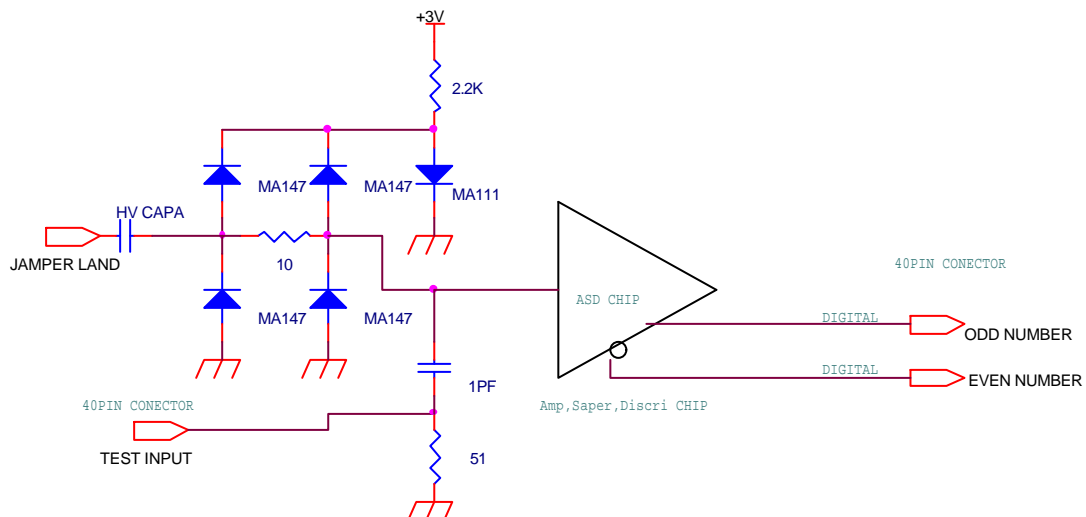 +3V
2.2K
MA147
MA147
MA111
HV CAPA
JAMPER LAND
10
MA147
MA147
40PIN CONECTOR
ASD CHIP
DIGITAL
ODD NUMBER
DIGITAL
EVEN NUMBER
1PF
Amp,Saper,Discri CHIP
40PIN CONECTOR
TEST INPUT
51